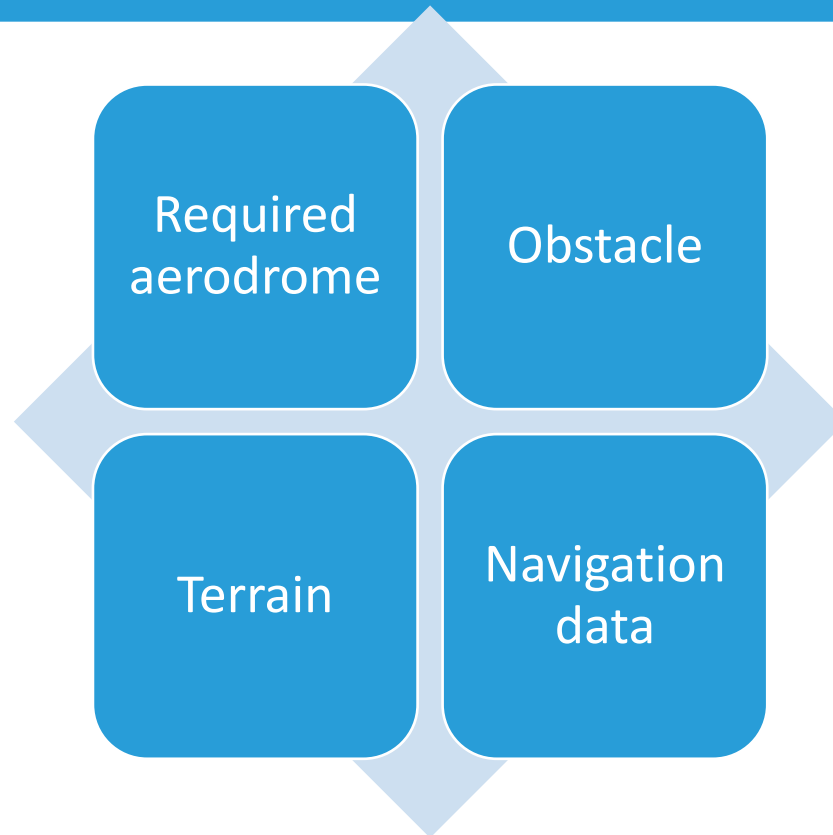 Required
aerodrome
Obstacle
Terrain
Navigation
data